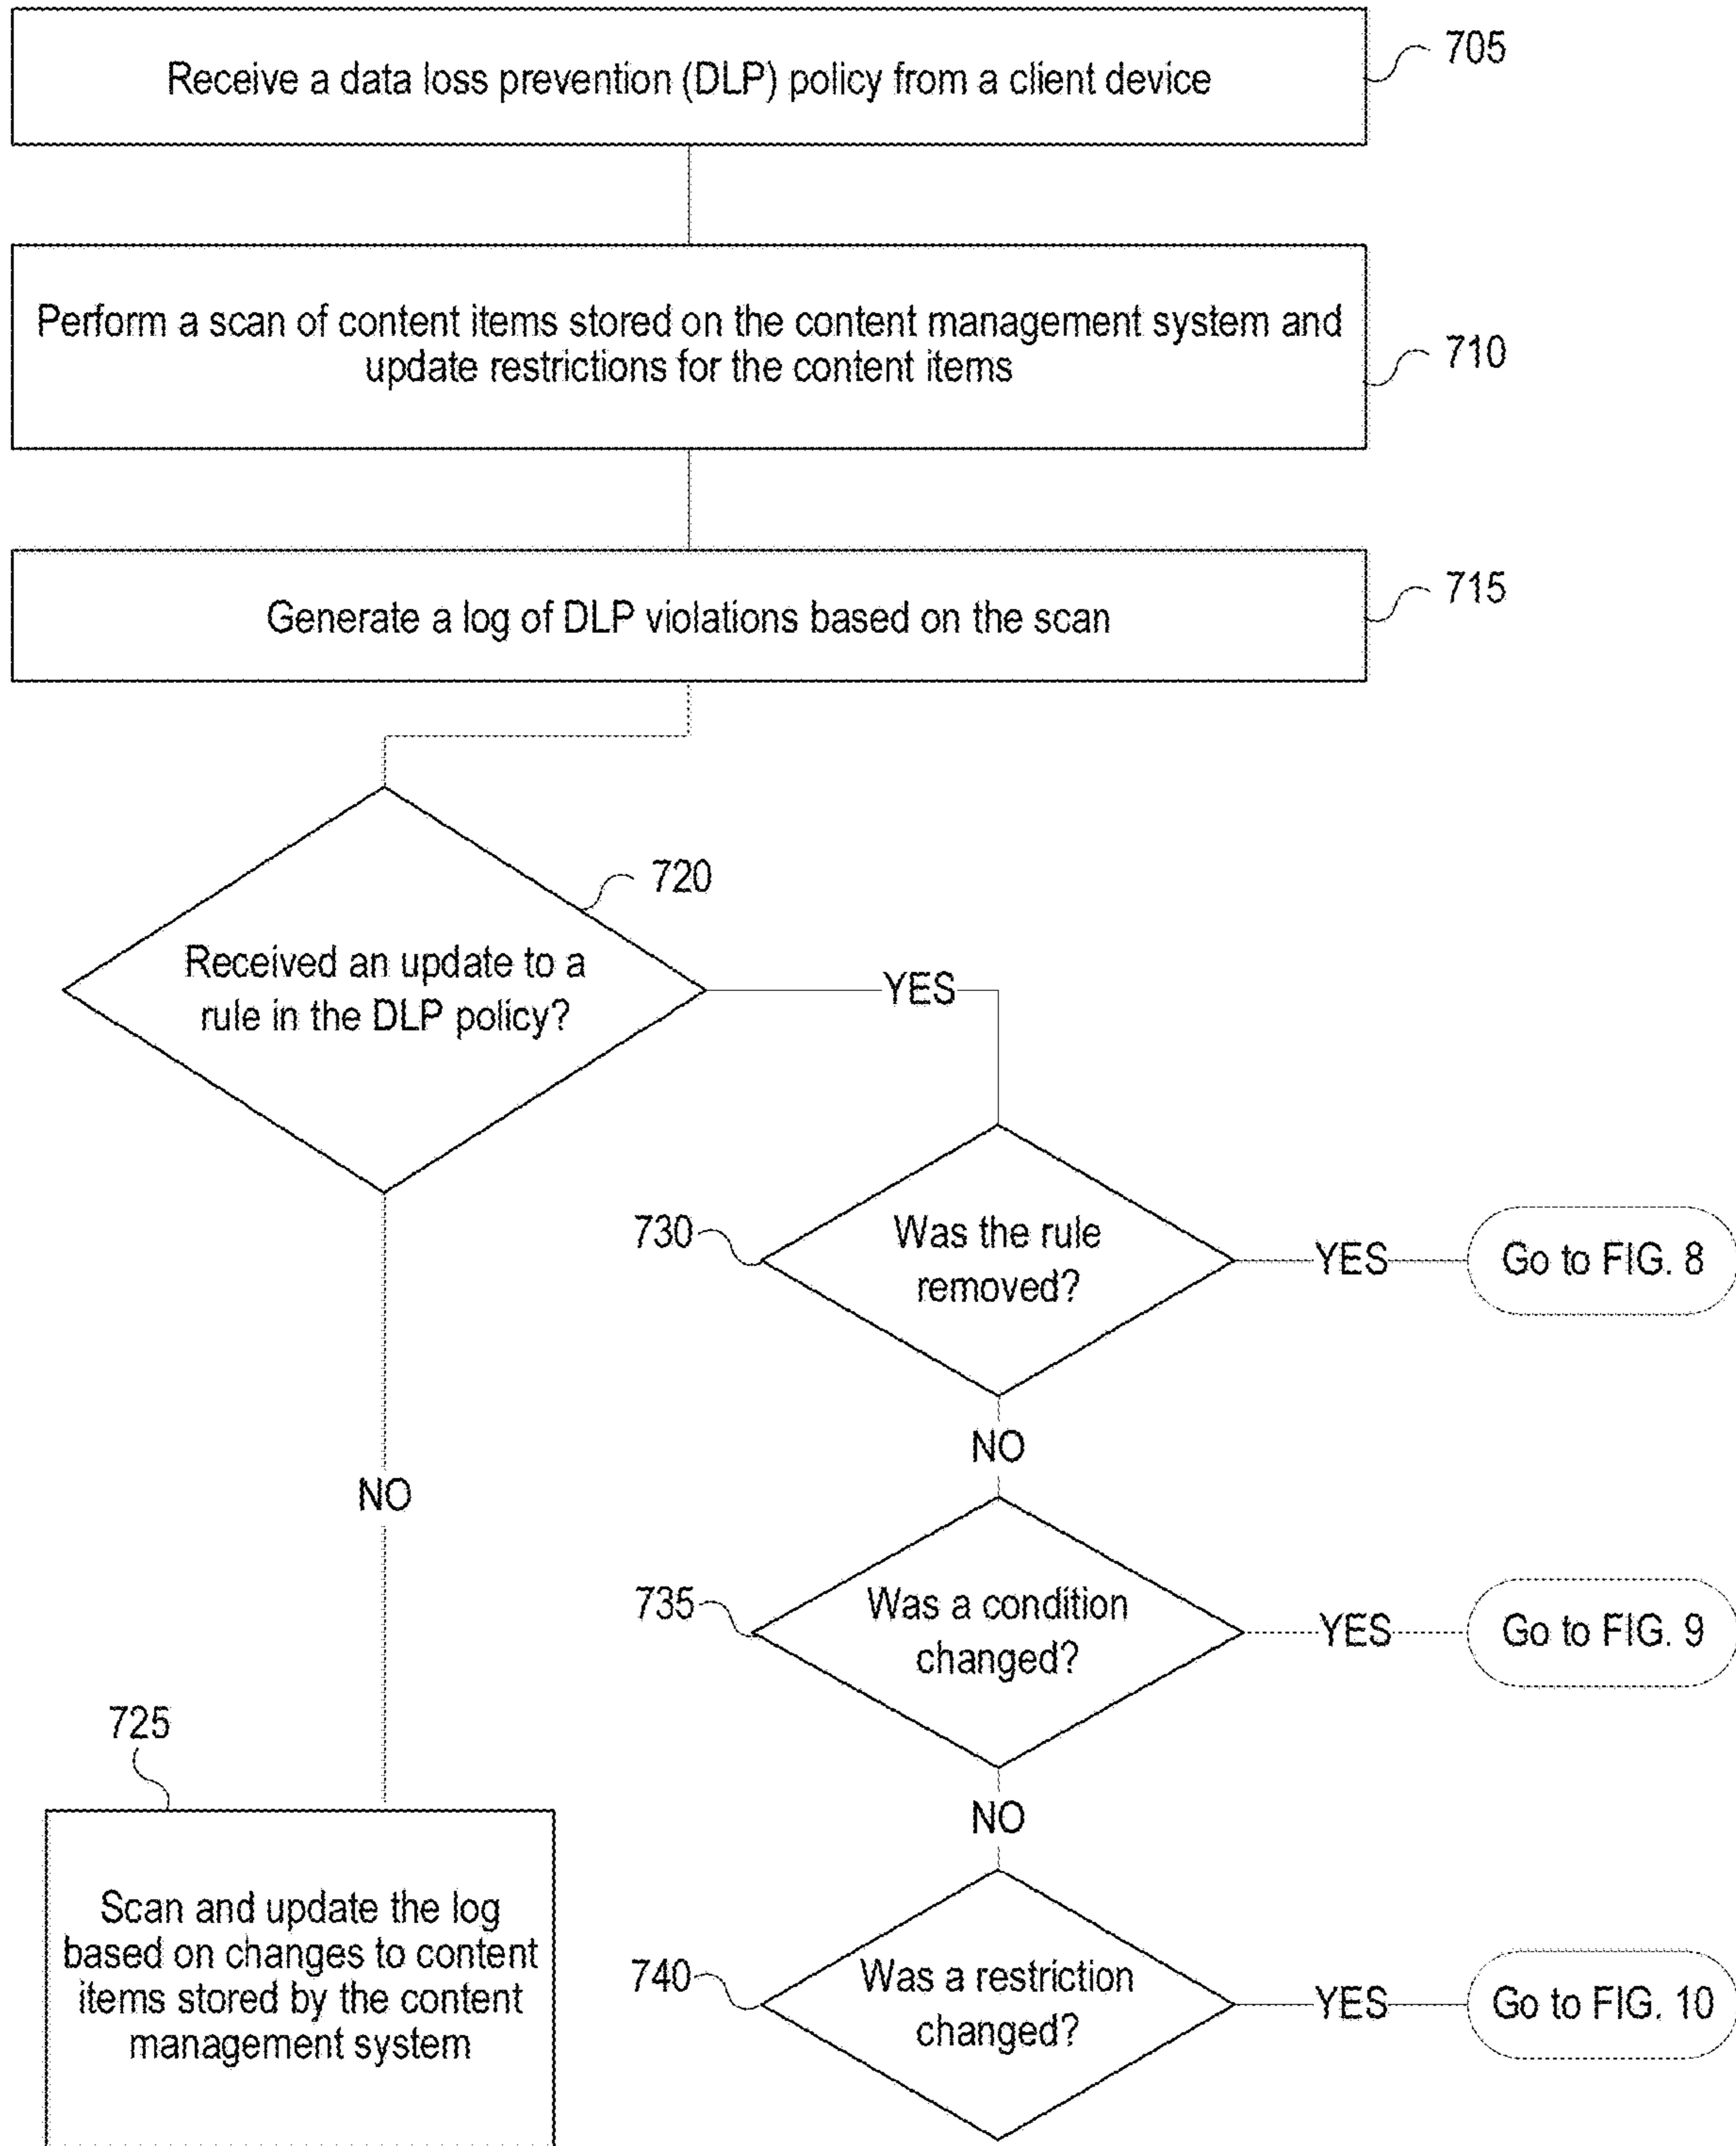 Receive a data loss prevention (DLP) policy from a client device
705
Perform a scan of content items stored on the content management system and
update restrictions for the content items
710
Generate a log of DLP violations based on the scan
715
720
Received an update to a
rule in the DLP policy?
YES
730
Was the rule
removed?
YES
Go to FIG. 8
NO
NO
735
Was a condition
changed?
YES
Go to FIG. 9
725
NO
Scan and update the log
based on changes to content
items stored by the content
management system
740
Was a restriction
changed?
YES
Go to FIG. 10